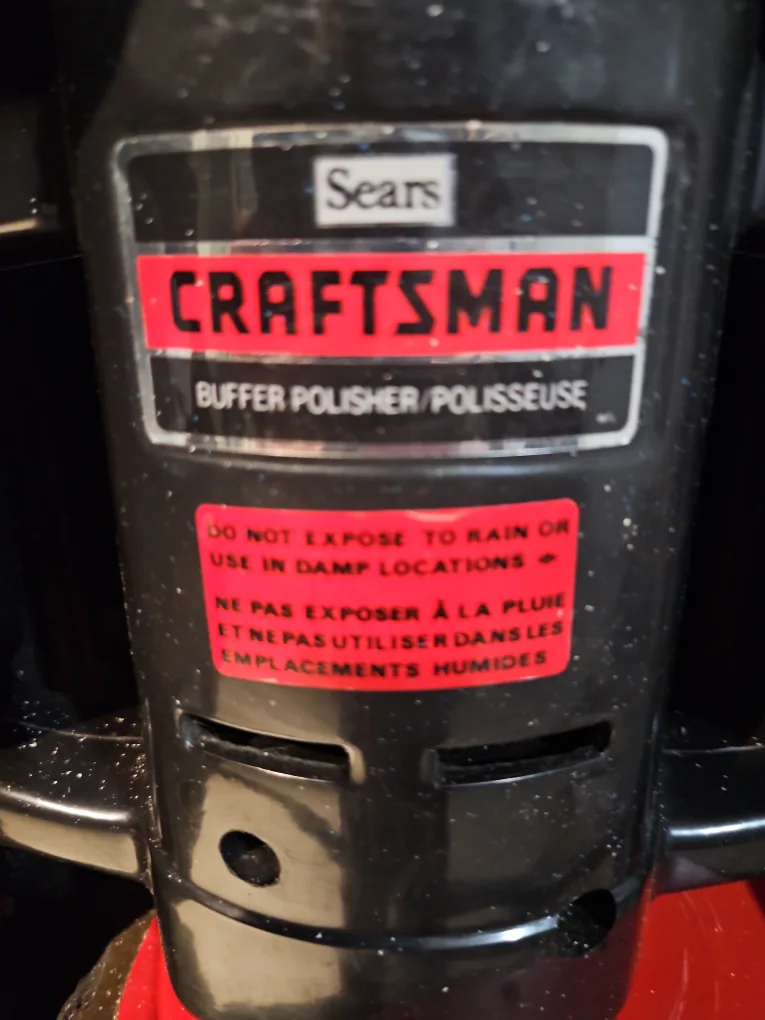 Sears
CRAFTSMAN
BUFFER POLISHER/POLISSEUSE
DO NOT EXPOSE TO RAIN OR
USE IN DAMP LOCATIONS
NE PAS EXPOSER À LA PLUIE
ET NE PAS UTILISER DANS LES
EMPLACEMENTS HUMIDES